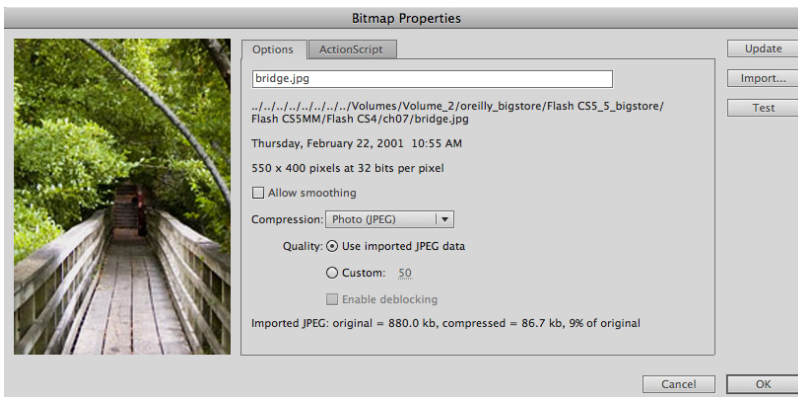 Bitmap Properties
Options
ActionScript
Update
bridge.jpg
Import...
../../../../../../../../Volumes/Volume_2/oreilly_bigstore/Flash CS5_5_bigstore/
Flash CS5MM/Flash CS4/ch07/bridge.jpg
Test
Thursday, February 22, 2001 10:55 AM
550 x 400 pixels at 32 bits per pixel
Allow smoothing
Compression: Photo (JPEG)
Quality: Use imported JPEG data
Custom: 50
Enable deblocking
Imported JPEG: original = 880.0 kb, compressed = 86.7 kb, 9% of original
Cancel
OK